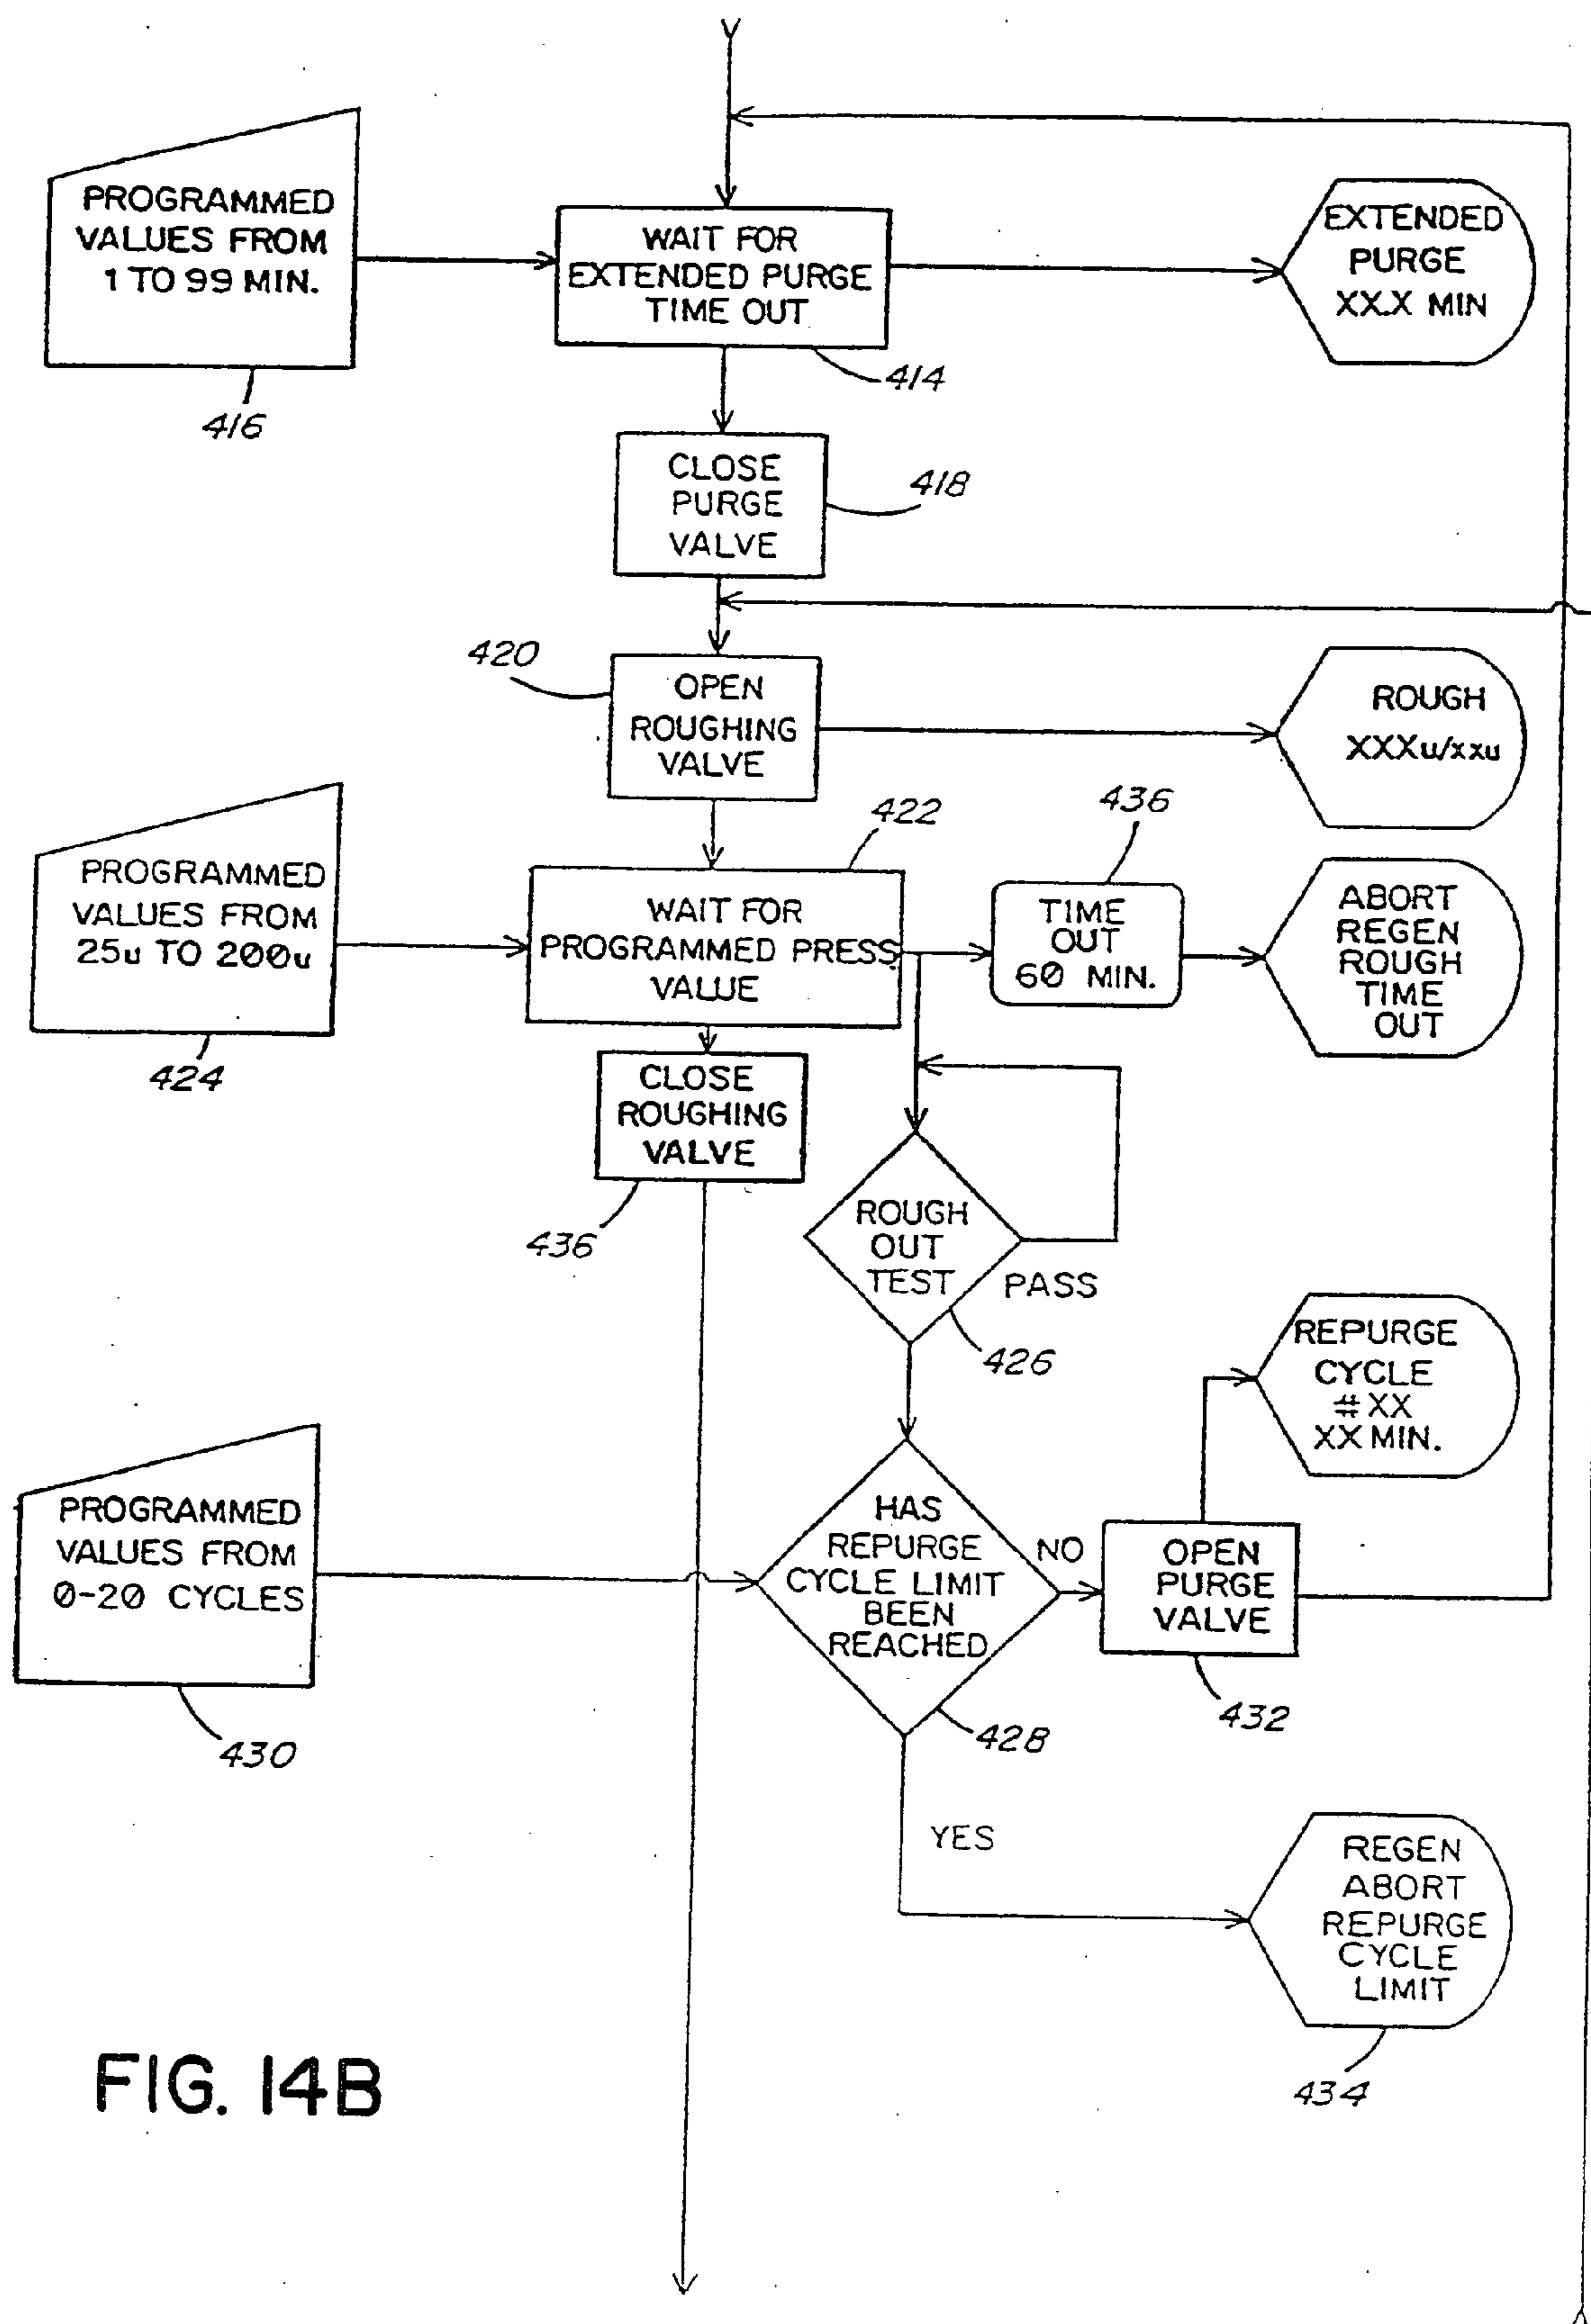 PROGRAMMED
VALUES FROM
1 TO 99 MIN.
416
WAIT FOR
EXTENDED PURGE
TIME OUT
414
EXTENDED
PURGE
XX.X MIN
CLOSE
PURGE
VALVE
418
420
OPEN
ROUGHING
VALVE
ROUGH
XXXu/xxu
PROGRAMMED
VALUES FROM
25u TO 200u
424
422
WAIT FOR
PROGRAMMED PRESS.
VALUE
436
TIME
OUT
60 MIN.
ABORT
REGEN
ROUGH
TIME
OUT
CLOSE
ROUGHING
VALVE
436
ROUGH
OUT
TEST
PASS
426
REPURGE
CYCLE
#XX
XX MIN.
PROGRAMMED
VALUES FROM
0-20 CYCLES
430
HAS
REPURGE
CYCLE LIMIT
BEEN
REACHED
428
NO
OPEN
PURGE
VALVE
432
YES
REGEN
ABORT
REPURGE
CYCLE
LIMIT
434
FIG. 14B